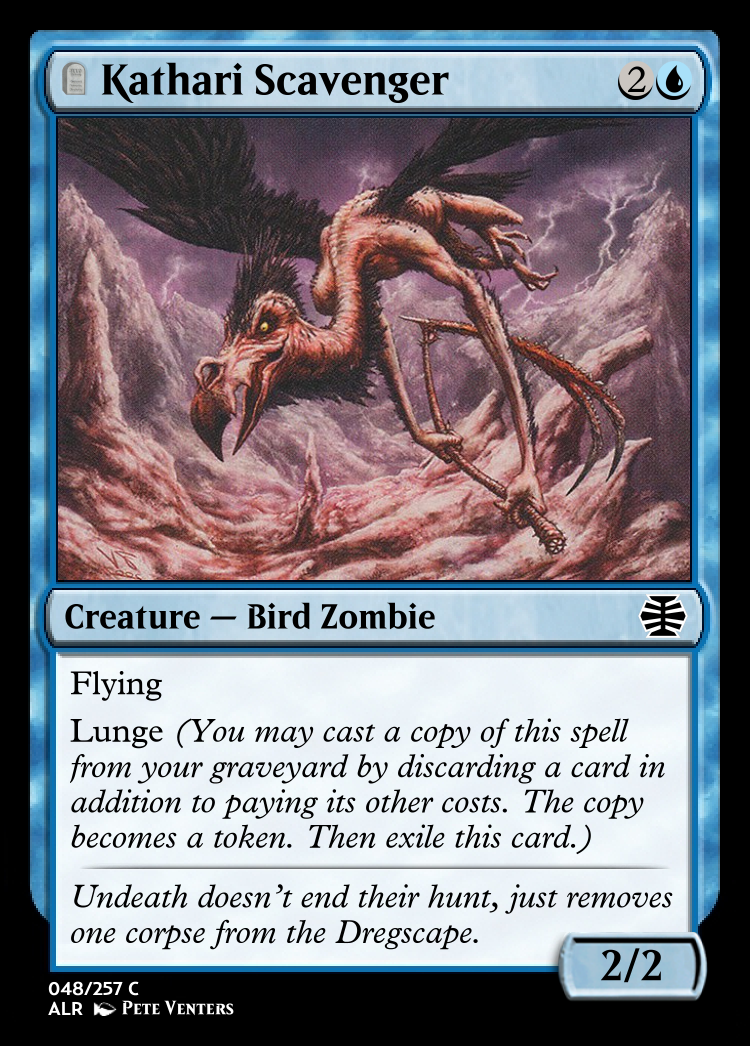 Kathari Scavenger 2
Creature — Bird Zombie
Flying
Lunge (You may cast a copy of this spell
from your graveyard by discarding a card in
addition to paying its other costs. The copy
becomes a token. Then exile this card.)
Undeath doesn't end their hunt, just removes
one corpse from the Dregscape.
2/2
048/257 C
ALR Pete Venters